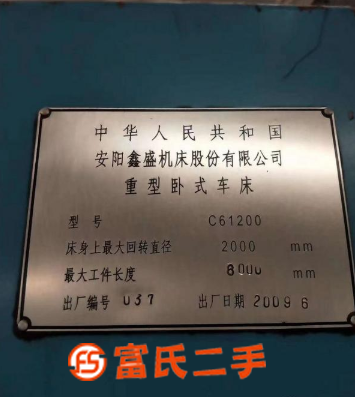 中华人民共和国
安阳鑫盛机床股份有限公司
重型卧式车床
型号 C61200
床身上最大回转直径 2000 mm
最大工件长度 8000 mm
出厂编号 037 出厂日期 2009 6
富氏二手